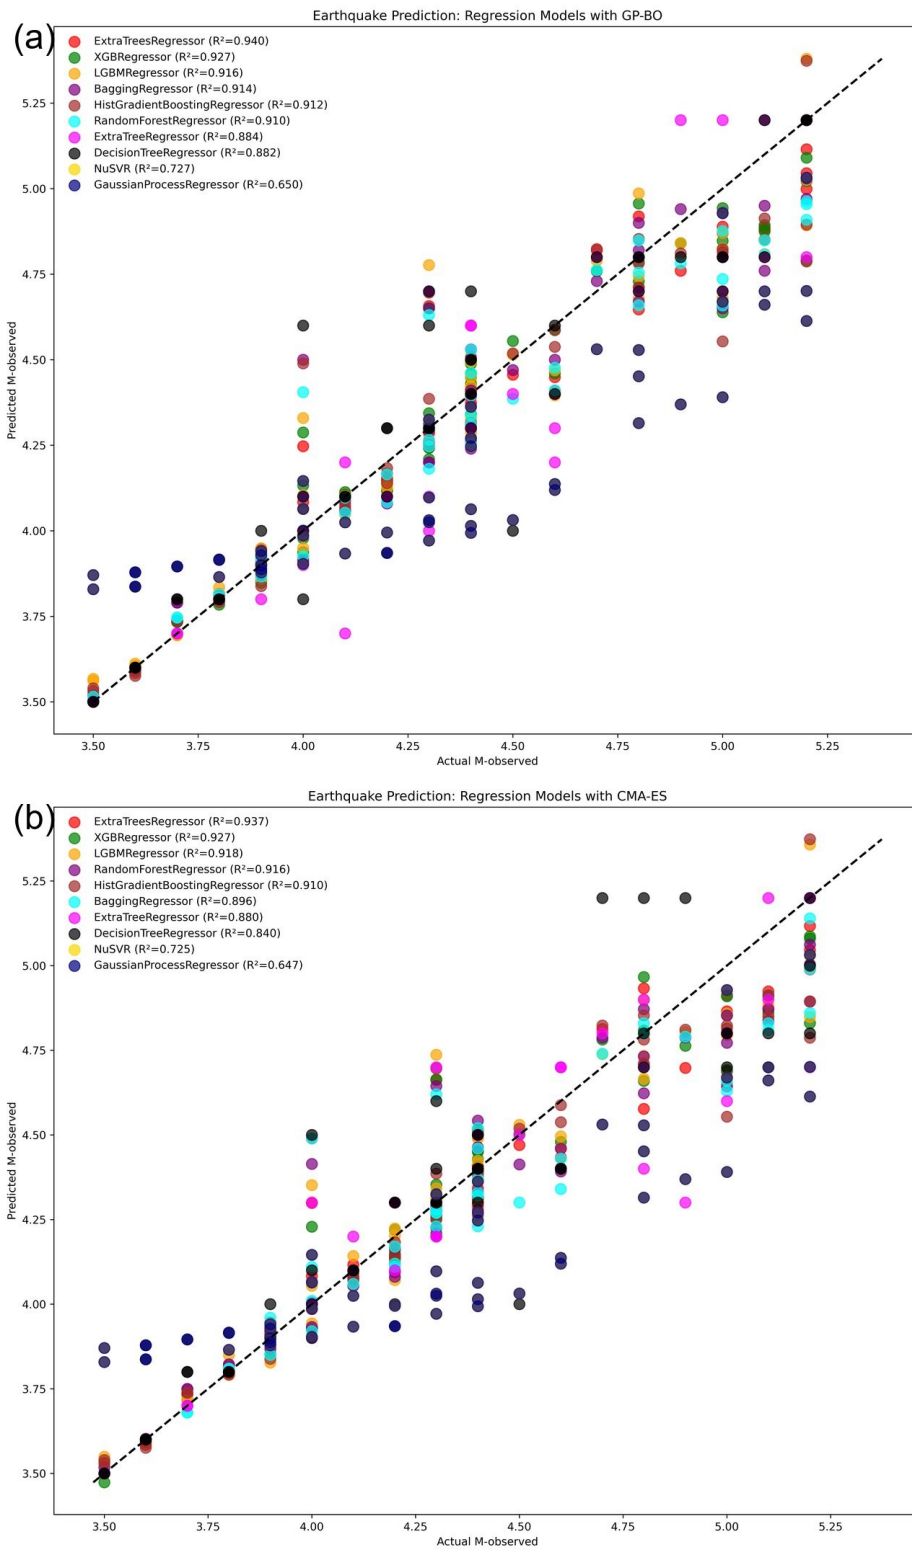 (a)
Earthquake Prediction: Regression Models with GP-BO
ExtraTreesRegressor (R²=0.940)
XGBRegressor (R²=0.927)
LGBMRegressor (R²=0.916)
BaggingRegressor (R²=0.914)
HistGradientBoostingRegressor (R²=0.912)
RandomForestRegressor (R²=0.910)
ExtraTreeRegressor (R²=0.884)
DecisionTreeRegressor (R²=0.882)
NuSVR (R²=0.727)
GaussianProcessRegressor (R²=0.650)
Predicted M-observed
5.25
5.00
4.75
4.50
4.25
4.00
3.75
3.50
3.50 3.75 4.00 4.25 4.50 4.75 5.00 5.25
Actual M-observed
(b)
Earthquake Prediction: Regression Models with CMA-ES
ExtraTreesRegressor (R²=0.937)
XGBRegressor (R²=0.927)
LGBMRegressor (R²=0.918)
RandomForestRegressor (R²=0.916)
HistGradientBoostingRegressor (R²=0.910)
BaggingRegressor (R²=0.896)
ExtraTreeRegressor (R²=0.880)
DecisionTreeRegressor (R²=0.840)
NuSVR (R²=0.725)
GaussianProcessRegressor (R²=0.647)
Predicted M-observed
5.25
5.00
4.75
4.50
4.25
4.00
3.75
3.50
3.50 3.75 4.00 4.25 4.50 4.75 5.00 5.25
Actual M-observed